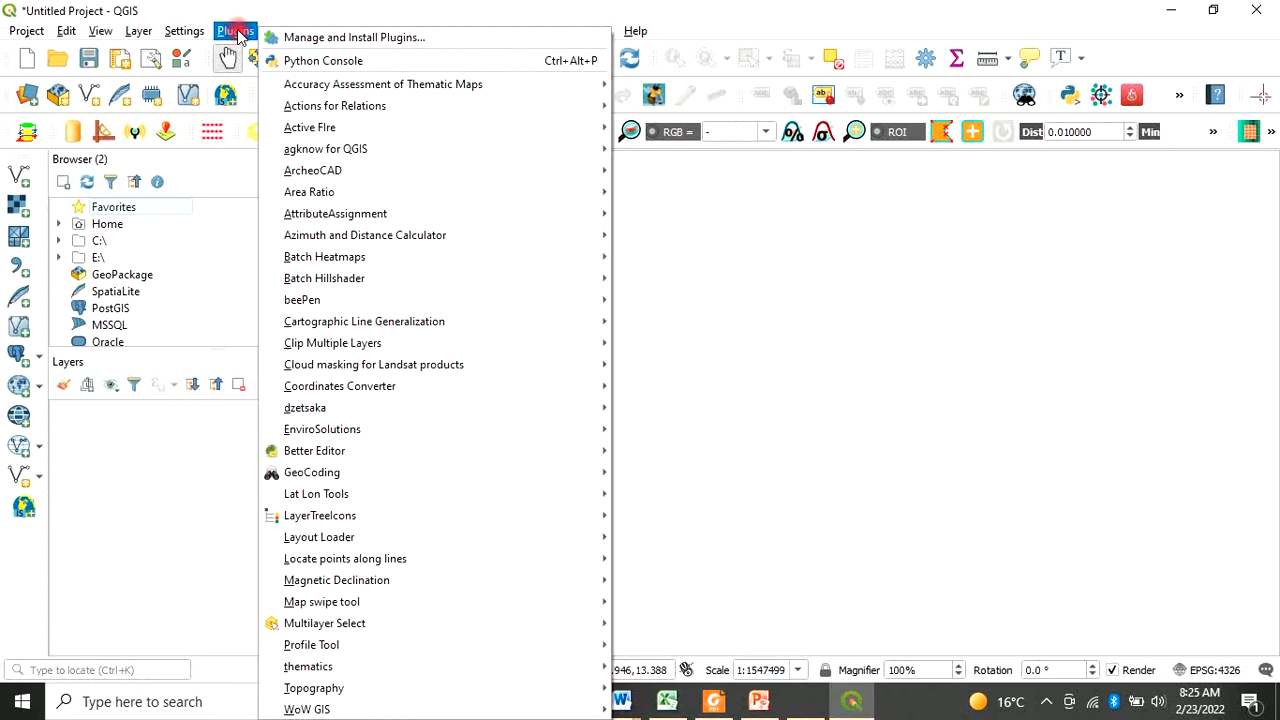 *Untitled Project - QGIS
Project Edit View Layer Settings Plugins Help
Manage and Install Plugins...
Python Console Ctrl+Alt+P
Accuracy Assessment of Thematic Maps
Actions for Relations
Active FIre
agknow for QGIS
ArcheoCAD
Area Ratio
AttributeAssignment
Azimuth and Distance Calculator
Batch Heatmaps
Batch Hillshader
beePen
Cartographic Line Generalization
Clip Multiple Layers
Cloud masking for Landsat products
Coordinates Converter
dzetsaka
EnviroSolutions
Better Editor
GeoCoding
Lat Lon Tools
LayerTreeIcons
Layout Loader
Locate points along lines
Magnetic Declination
Map swipe tool
Multilayer Select
Profile Tool
thematics
Topography
WoW GIS
RGB = - ROI Dist 0.010000 Min
Browser (2)
Favorites
Home
C:\
E:\
GeoPackage
SpatiaLite
PostGIS
MSSQL
Oracle
Layers
Type to locate (Ctrl+K) 946,13.388 Scale 1:1547499 Magnifier 100% Rotation 0.0 ° Render EPSG:4326
Type here to search 16°C 8:25 AM
2/23/2022